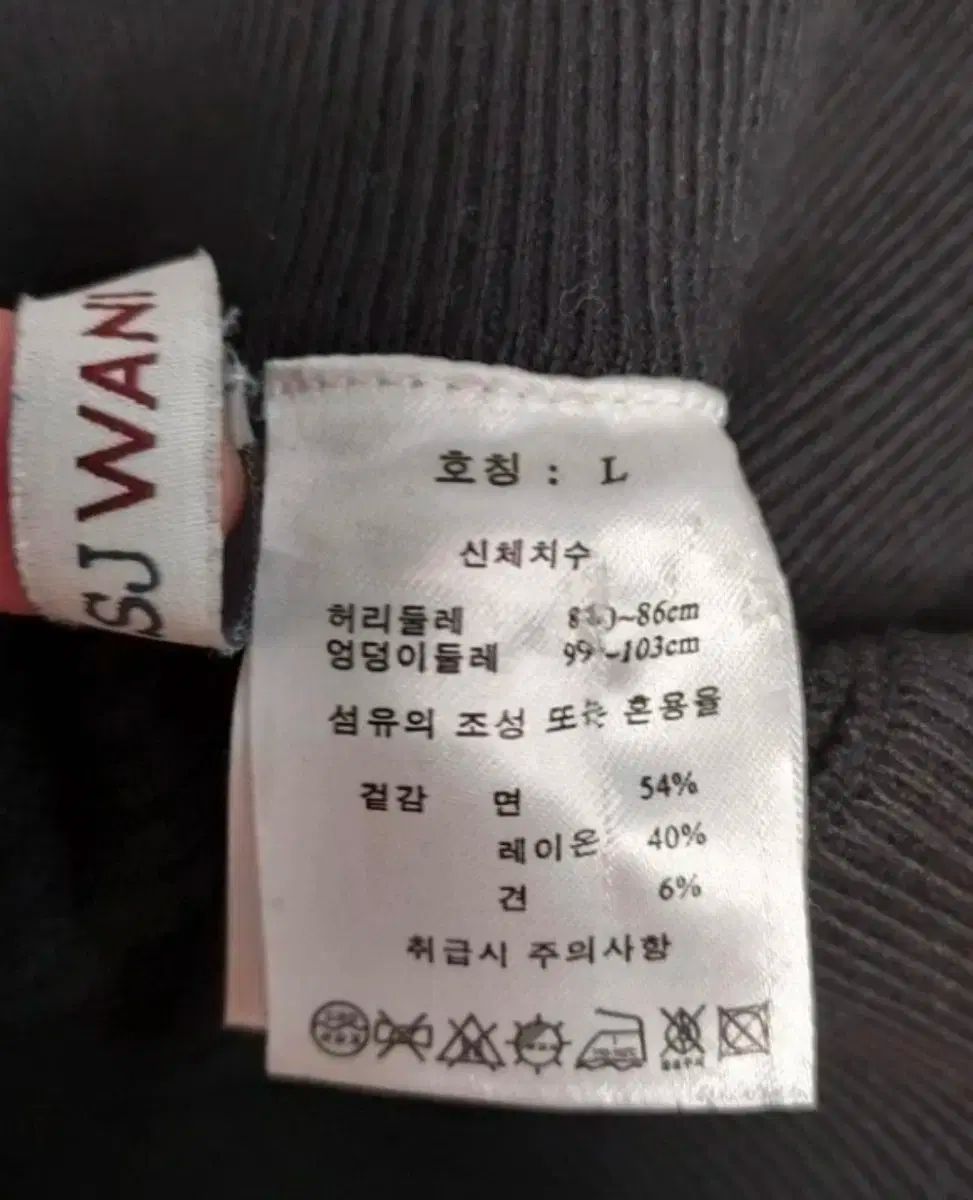 SJ WANI
호칭 : L
신체치수
허리둘레 80~86cm
엉덩이둘레 99~103cm
섬유의 조성 또는 혼용율
겉감 면 54%
레이온 40%
견 6%
취급시 주의사항